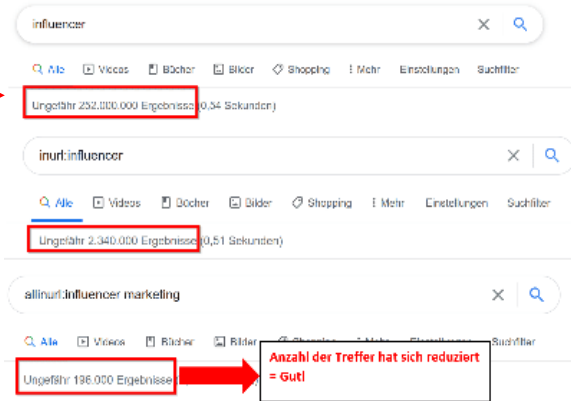 influencer
Alle Videos Bücher Bilder Shopping Mehr Einstellungen Suchfilter
Ungefähr 252.000.000 Ergebnisse (0,54 Sekunden)
inurl:influencer
Alle Videos Bücher Bilder Shopping Mehr Einstellungen Suchfilter
Ungefähr 2.340.000 Ergebnisse (0,51 Sekunden)
allinurl:influencer marketing
Alle Videos Bücher Bilder Suchfilter
Anzahl der Treffer hat sich reduziert
= Gut!
Ungefähr 196.000 Ergebnisse